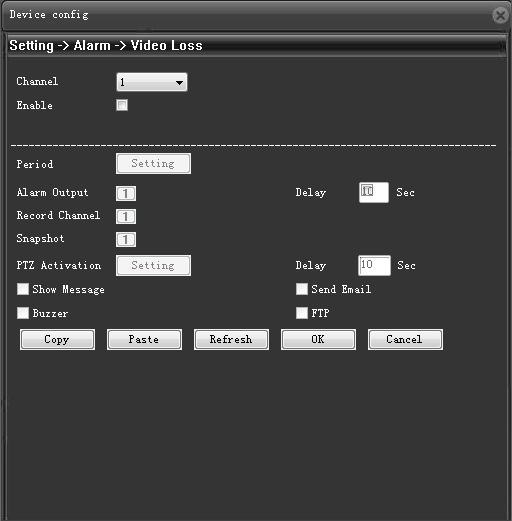 Device config
Setting -> Alarm -> Video Loss
Channel 1
Enable
Period Setting
Alarm Output 1 Delay 10 Sec
Record Channel 1
Snapshot 1
PTZ Activation Setting Delay 10 Sec
Show Message Send Email
Buzzer FTP
Copy Paste Refresh OK Cancel